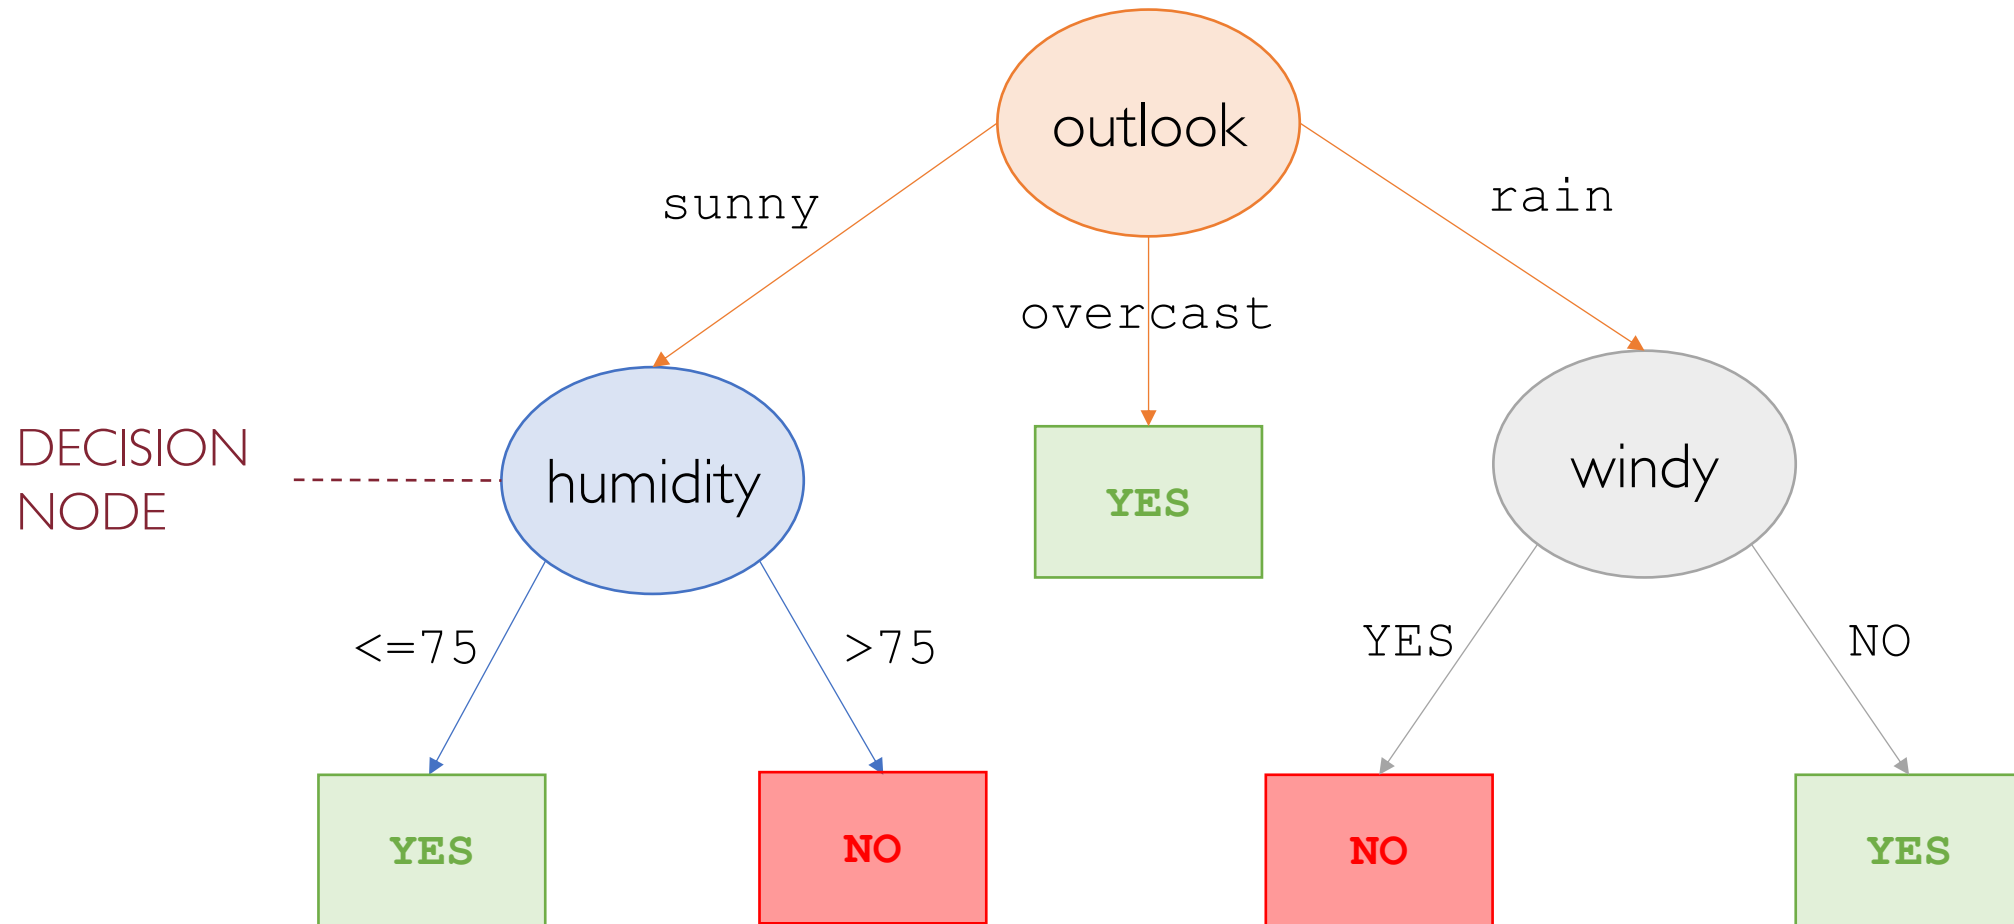 outlook
sunny
rain
overcast
DECISION
NODE
humidity
YES
windy
<=75
>75
YES
NO
YES
NO
NO
YES